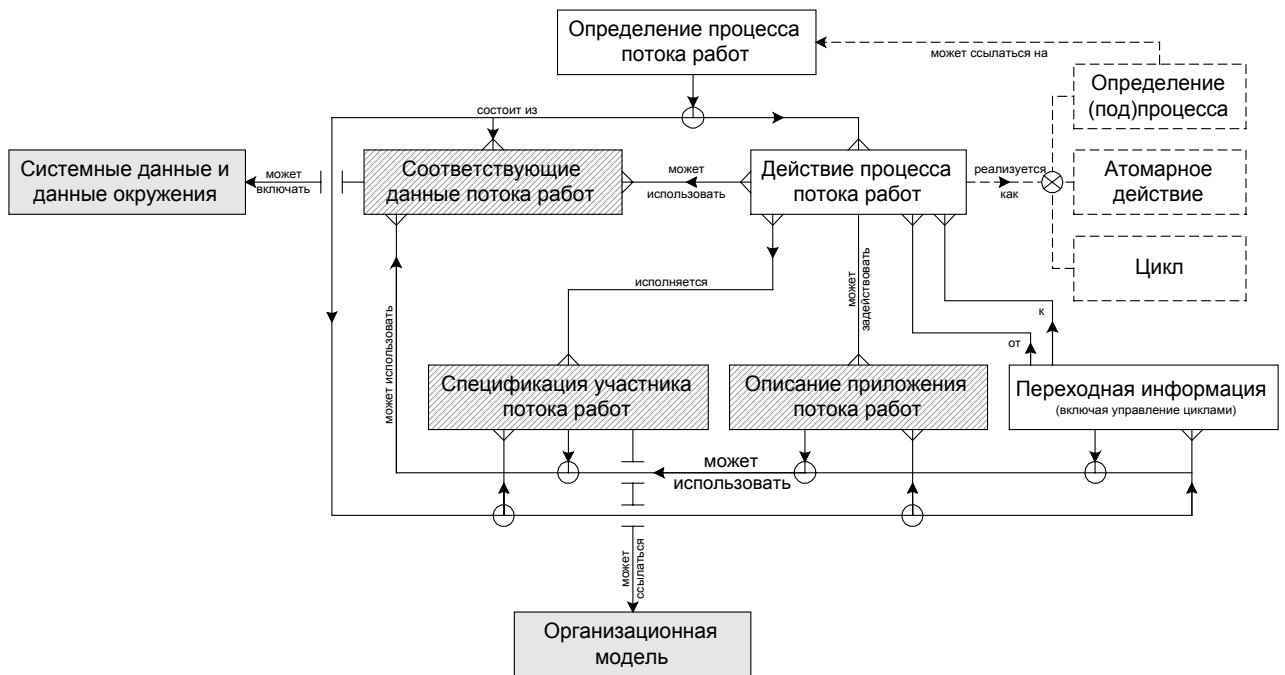 Определение процесса
потока работ
может ссылаться на
Определение
(под)процесса
состоит из
Системные данные и
данные окружения
может
включать
Соответствующие
данные потока работ
может
использовать
Действие процесса
потока работ
реализуется
как
Атомарное
действие
Цикл
исполняется
может
задействовать
может использовать
от
к
Спецификация участника
потока работ
Описание приложения
потока работ
Переходная информация
(включая управление циклами)
может
использовать
может
ссылаться
Организационная
модель